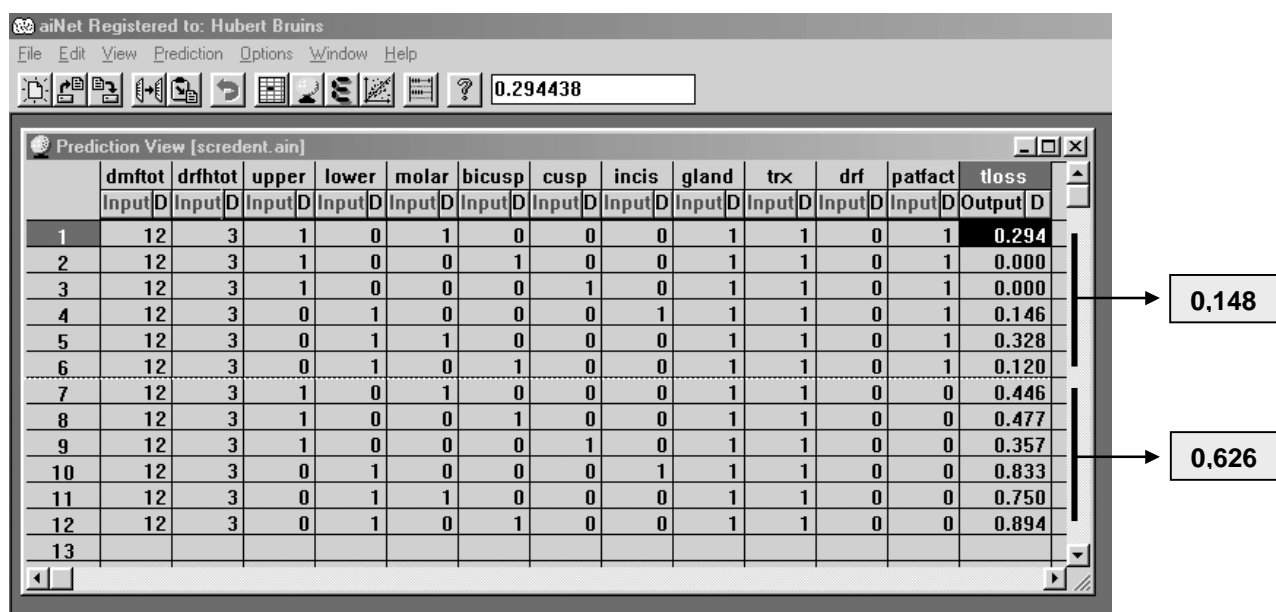 aiNet Registered to: Hubert Bruins
File Edit View Prediction Options Window Help
? 0.294438
Prediction View [scredent.ain]
dmftot drfhtot upper lower molar bicusp cusp incis gland trx drf patfact tloss
Input D Input D Input D Input D Input D Input D Input D Input D Input D Input D Input D Input D Output D
1 12 3 1 0 1 0 0 0 1 1 0 1 0.294
2 12 3 1 0 0 1 0 0 1 1 0 1 0.000
3 12 3 1 0 0 0 1 0 1 1 0 1 0.000
4 12 3 0 1 0 0 0 1 1 1 0 1 0.146
5 12 3 0 1 1 0 0 0 1 1 0 1 0.328
6 12 3 0 1 0 1 0 0 1 1 0 1 0.120
7 12 3 1 0 1 0 0 0 1 1 0 0 0.446
8 12 3 1 0 0 1 0 0 1 1 0 0 0.477
9 12 3 1 0 0 0 1 0 1 1 0 0 0.357
10 12 3 0 1 0 0 0 1 1 1 0 0 0.833
11 12 3 0 1 1 0 0 0 1 1 0 0 0.750
12 12 3 0 1 0 1 0 0 1 1 0 0 0.894
13
0,148
0,626